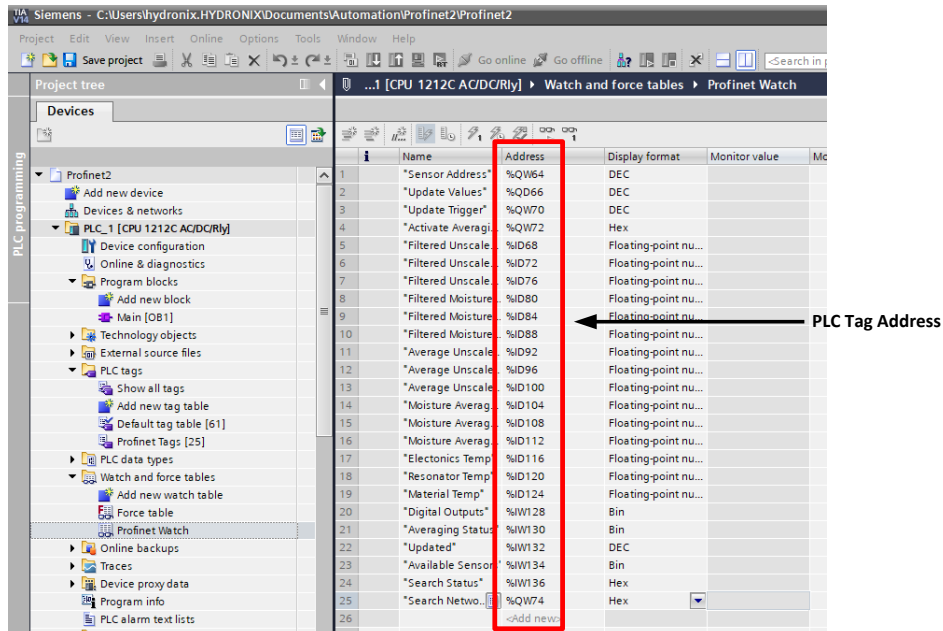 TIA V14 Siemens - C:\Users\hydronix.HYDRONIX\Documents\Automation\Profinet2\Profinet2
Project Edit View Insert Online Options Tools Window Help
Save project Go online Go offline <Search in p
Project tree
...1 [CPU 1212C AC/DC/Rly] Watch and force tables Profinet Watch
Devices
PLC programming
Profinet2
Add new device
Devices & networks
PLC_1 [CPU 1212C AC/DC/Rly]
Device configuration
Online & diagnostics
Program blocks
Add new block
Main [OB1]
Technology objects
External source files
PLC tags
Show all tags
Add new tag table
Default tag table [61]
Profinet Tags [25]
PLC data types
Watch and force tables
Add new watch table
Force table
Profinet Watch
Online backups
Traces
Device proxy data
Program info
PLC alarm text lists
i Name Address Display format Monitor value Mo
1 "Sensor Address" %QW64 DEC
2 "Update Values" %QD66 DEC
3 "Update Trigger" %QW70 DEC
4 "Activate Averagi... %QW72 Hex
5 "Filtered Unscale... %ID68 Floating-point nu...
6 "Filtered Unscale... %ID72 Floating-point nu...
7 "Filtered Unscale... %ID76 Floating-point nu...
8 "Filtered Moisture... %ID80 Floating-point nu...
9 "Filtered Moisture... %ID84 Floating-point nu...
10 "Filtered Moisture... %ID88 Floating-point nu...
11 "Average Unscale... %ID92 Floating-point nu...
12 "Average Unscale... %ID96 Floating-point nu...
13 "Average Unscale... %ID100 Floating-point nu...
14 "Moisture Averag... %ID104 Floating-point nu...
15 "Moisture Averag... %ID108 Floating-point nu...
16 "Moisture Averag... %ID112 Floating-point nu...
17 "Electonics Temp" %ID116 Floating-point nu...
18 "Resonator Temp" %ID120 Floating-point nu...
19 "Material Temp" %ID124 Floating-point nu...
20 "Digital Outputs" %IW128 Bin
21 "Averaging Status" %IW130 Bin
22 "Updated" %IW132 DEC
23 "Available Sensor..." %IW134 Bin
24 "Search Status" %IW136 Hex
25 "Search Netwo... %QW74 Hex
26 <Add new>
PLC Tag Address